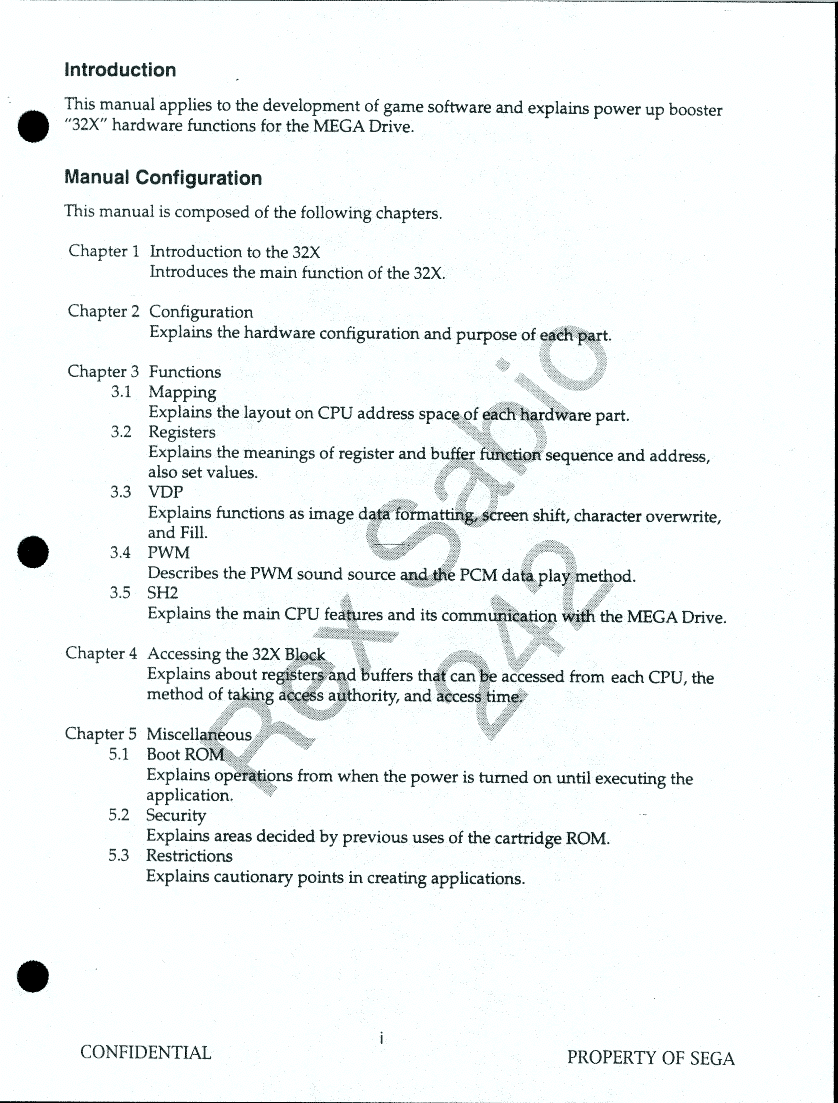 Introduction
This manual applies to the development of game software and explains power up booster
"32X" hardware functions for the MEGA Drive.
Manual Configuration
This manual is composed of the following chapters.
Chapter 1 Introduction to the 32X
Introduces the main function of the 32X.
Chapter 2 Configuration
Explains the hardware configuration and purpose of each part.
Chapter 3 Functions
3.1 Mapping
Explains the layout on CPU address space of each hardware part.
3.2 Registers
Explains the meanings of register and buffer function sequence and address,
also set values.
3.3 VDP
Explains functions as image data formatting, screen shift, character overwrite,
and Fill.
3.4 PWM
Describes the PWM sound source and the PCM data play method.
3.5 SH2
Explains the main CPU features and its communication with the MEGA Drive.
Chapter 4 Accessing the 32X Block
Explains about registers and buffers that can be accessed from each CPU, the
method of taking access authority, and access time.
Chapter 5 Miscellaneous
5.1 Boot ROM
Explains operations from when the power is turned on until executing the
application.
5.2 Security
Explains areas decided by previous uses of the cartridge ROM.
5.3 Restrictions
Explains cautionary points in creating applications.
Rex Sabio
242
i
CONFIDENTIAL
PROPERTY OF SEGA